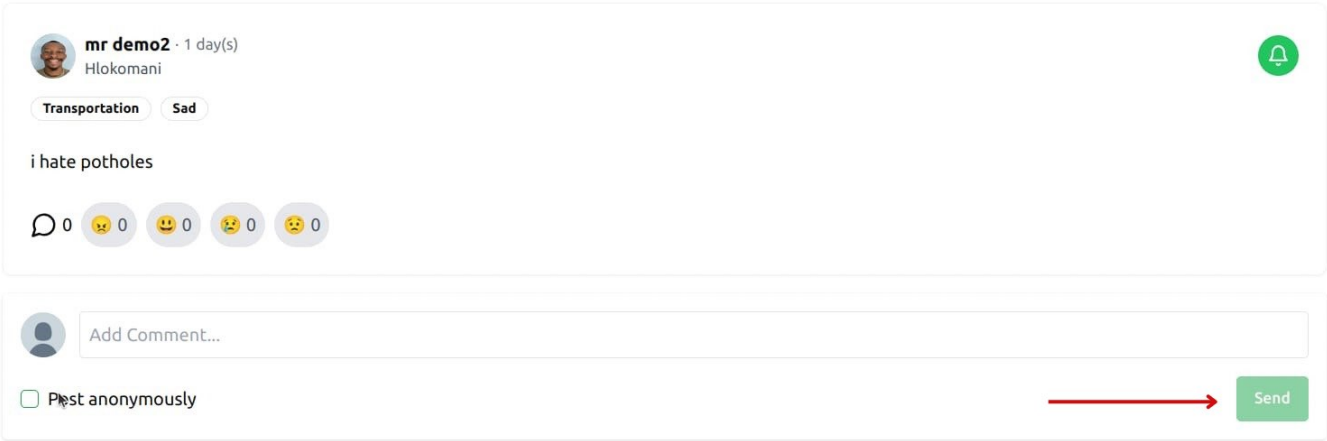 mr demo2 · 1 day(s)
Hlokomani
Transportation Sad
i hate potholes
0 0 0 0 0
Add Comment...
Post anonymously
Send